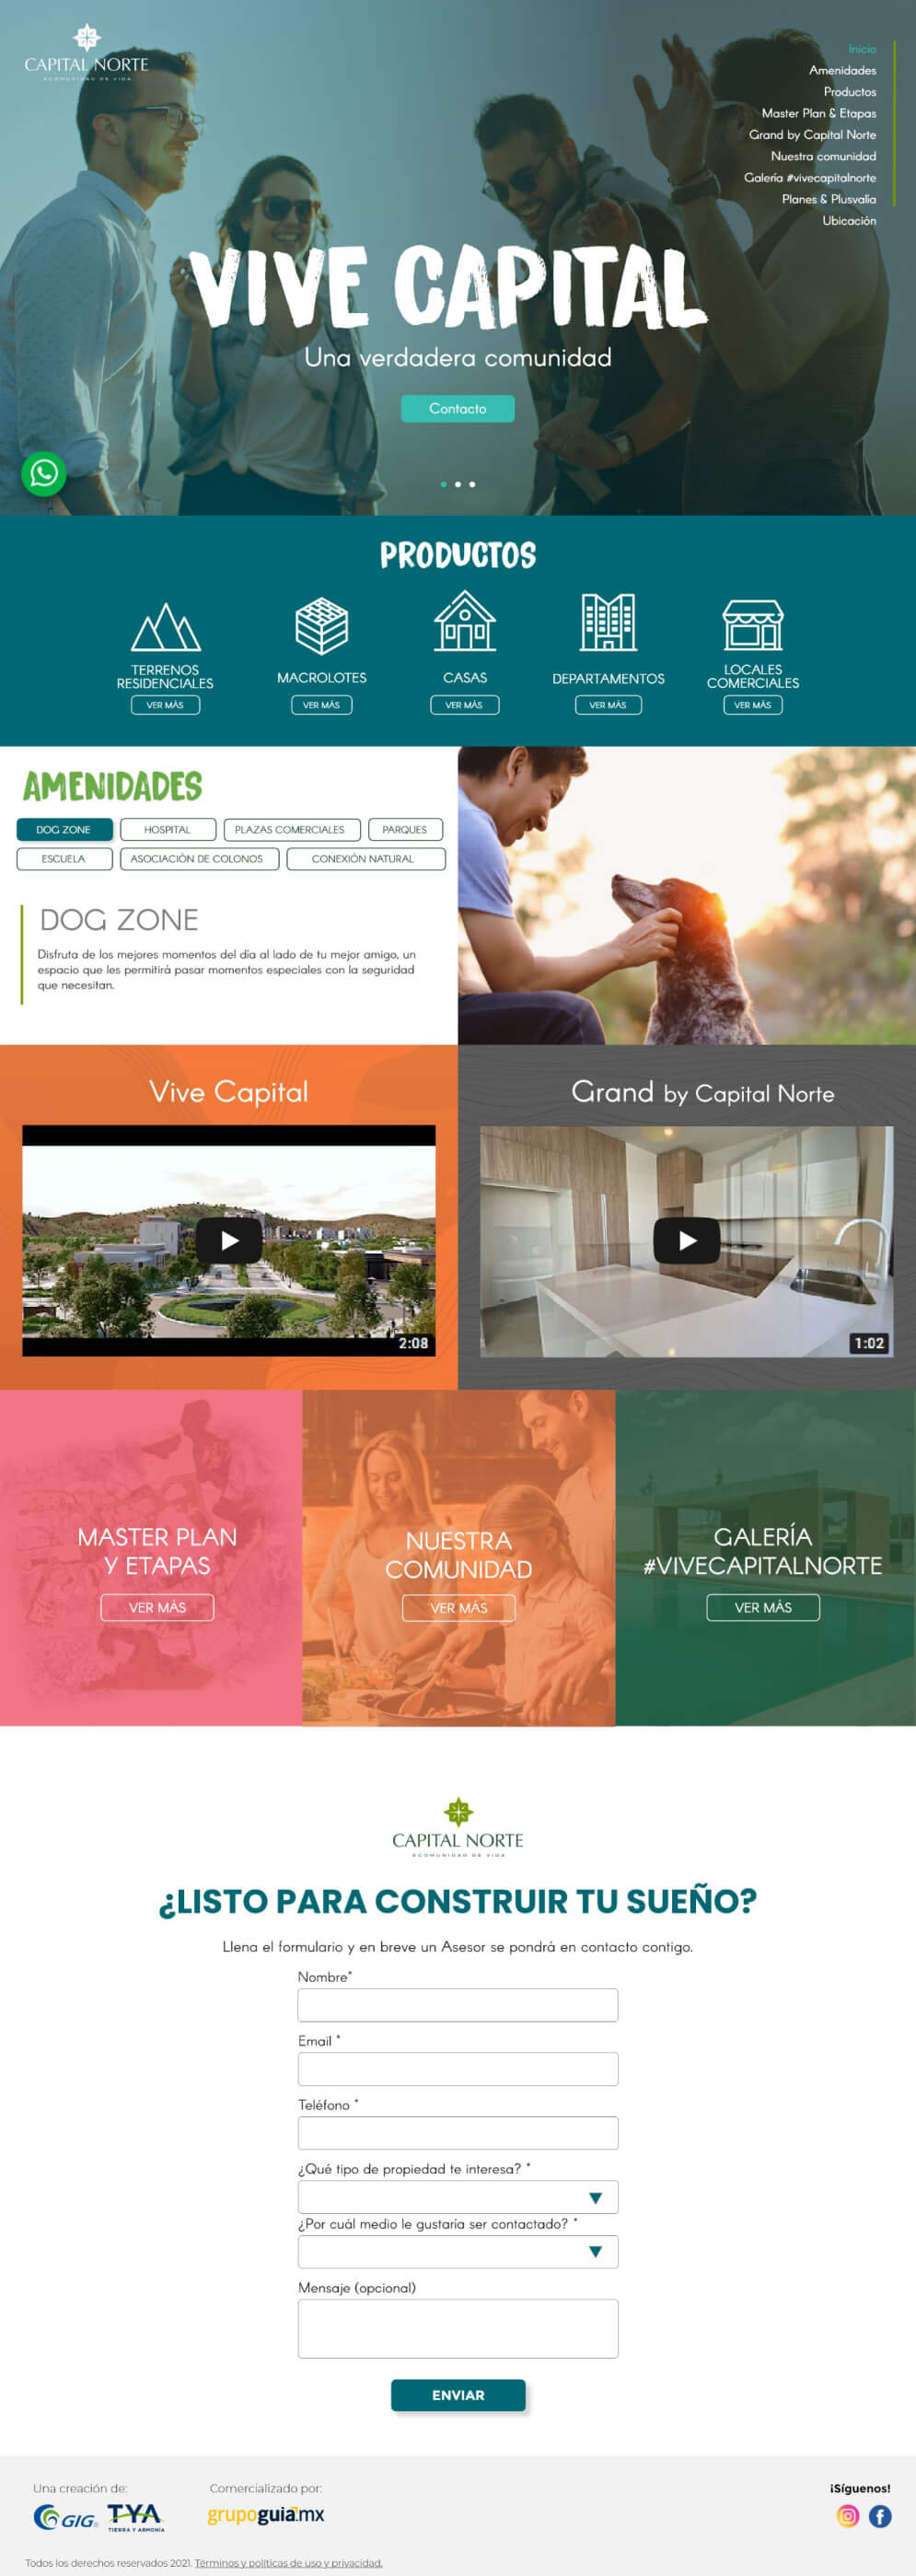 CAPITAL NORTE
ECOMUNIDAD DE VIDA
Inicio
Amenidades
Productos
Master Plan & Etapas
Grand by Capital Norte
Nuestra comunidad
Galería #vivecapitalnorte
Planes & Plusvalía
Ubicación
VIVE CAPITAL
Una verdadera comunidad
Contacto
PRODUCTOS
TERRENOS
RESIDENCIALES
VER MÁS
MACROLOTES
VER MÁS
CASAS
VER MÁS
DEPARTAMENTOS
VER MÁS
LOCALES
COMERCIALES
VER MÁS
AMENIDADES
DOG ZONE
HOSPITAL
PLAZAS COMERCIALES
PARQUES
ESCUELA
ASOCIACIÓN DE COLONOS
CONEXIÓN NATURAL
DOG ZONE
Disfruta de los mejores momentos del día al lado de tu mejor amigo, un
espacio que les permitirá pasar momentos especiales con la seguridad
que necesitan.
Vive Capital
2:08
Grand by Capital Norte
1:02
MASTER PLAN
Y ETAPAS
VER MÁS
NUESTRA
COMUNIDAD
VER MÁS
GALERÍA
#VIVECAPITALNORTE
VER MÁS
CAPITAL NORTE
ECOMUNIDAD DE VIDA
¿LISTO PARA CONSTRUIR TU SUEÑO?
Llena el formulario y en breve un Asesor se pondrá en contacto contigo.
Nombre*
Email *
Teléfono *
¿Qué tipo de propiedad te interesa? *
¿Por cuál medio le gustaría ser contactado? *
Mensaje (opcional)
ENVIAR
Una creación de:
GIG®
TYA
TIERRA Y ARMONÍA
Comercializado por:
grupoguia.mx
¡Síguenos!
Todos los derechos reservados 2021. Términos y políticas de uso y privacidad.